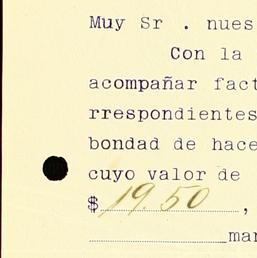 Muy Sr . nues
Con la
acompañar fact
rrespondientes
bondad de hace
cuyo valor de
$ 19.50 ,
mar